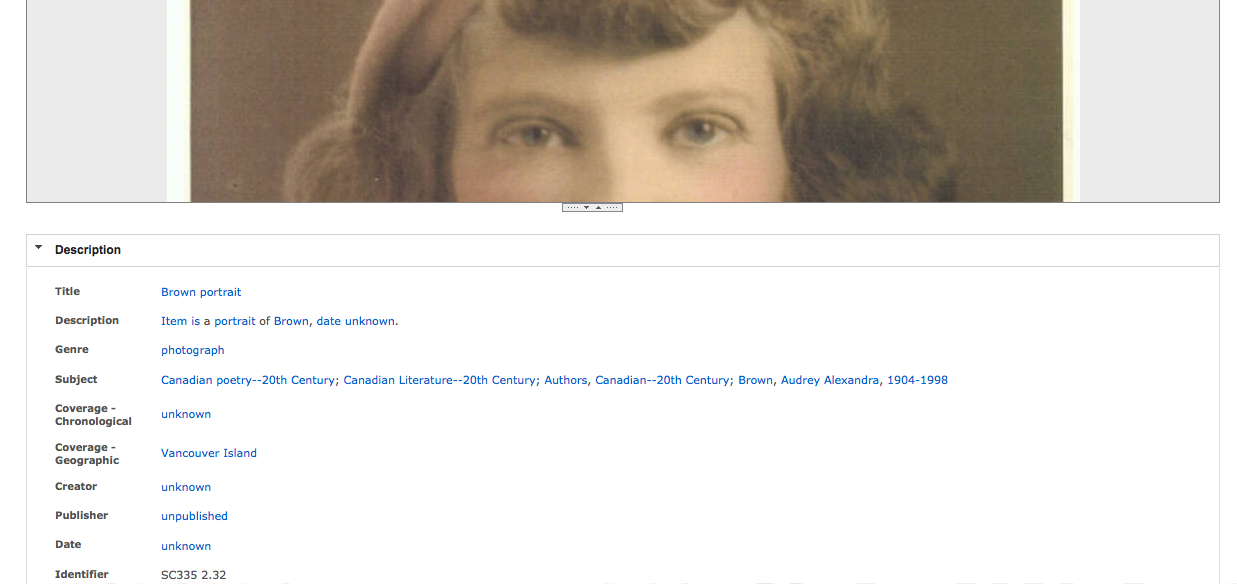 Description
Title Brown portrait
Description Item is a portrait of Brown, date unknown.
Genre photograph
Subject Canadian poetry--20th Century; Canadian Literature--20th Century; Authors, Canadian--20th Century; Brown, Audrey Alexandra, 1904-1998
Coverage -
Chronological unknown
Coverage -
Geographic Vancouver Island
Creator unknown
Publisher unpublished
Date unknown
Identifier SC335 2.32